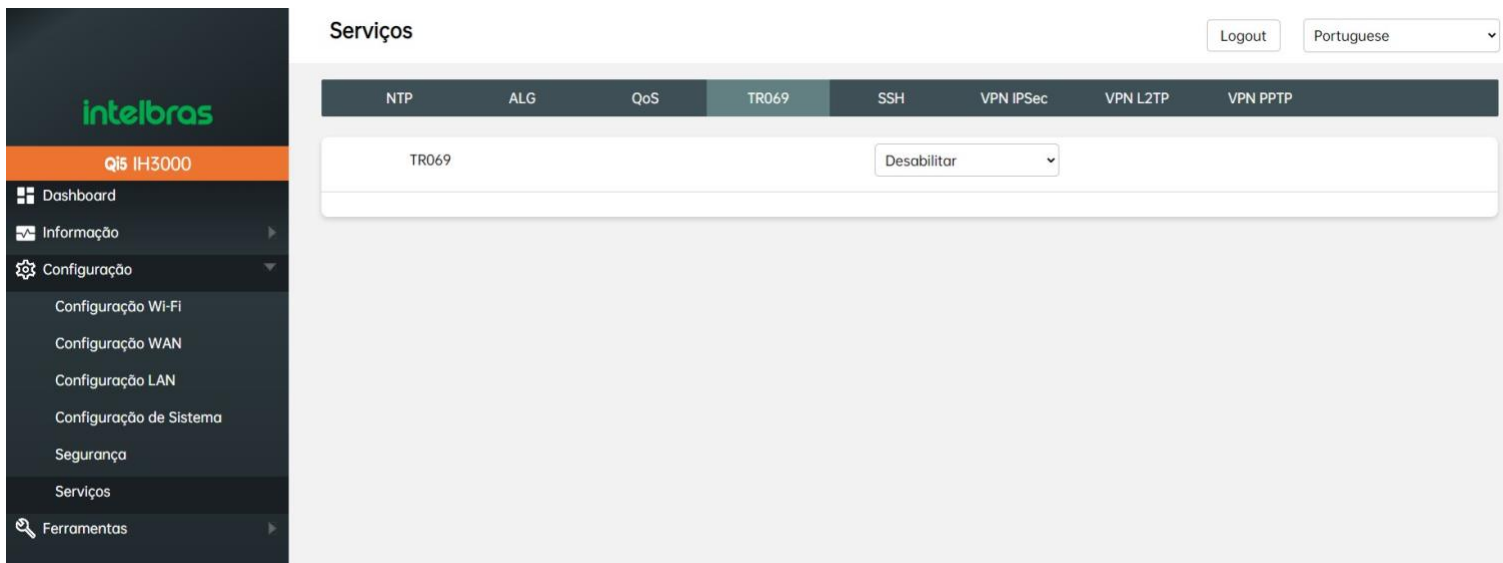 Serviços
Logout
Portuguese
intelbras
Qi5 IH3000
Dashboard
Informação
Configuração
Configuração Wi-Fi
Configuração WAN
Configuração LAN
Configuração de Sistema
Segurança
Serviços
Ferramentas
NTP ALG QoS TR069 SSH VPN IPSec VPN L2TP VPN PPTP
TR069 Desabilitar